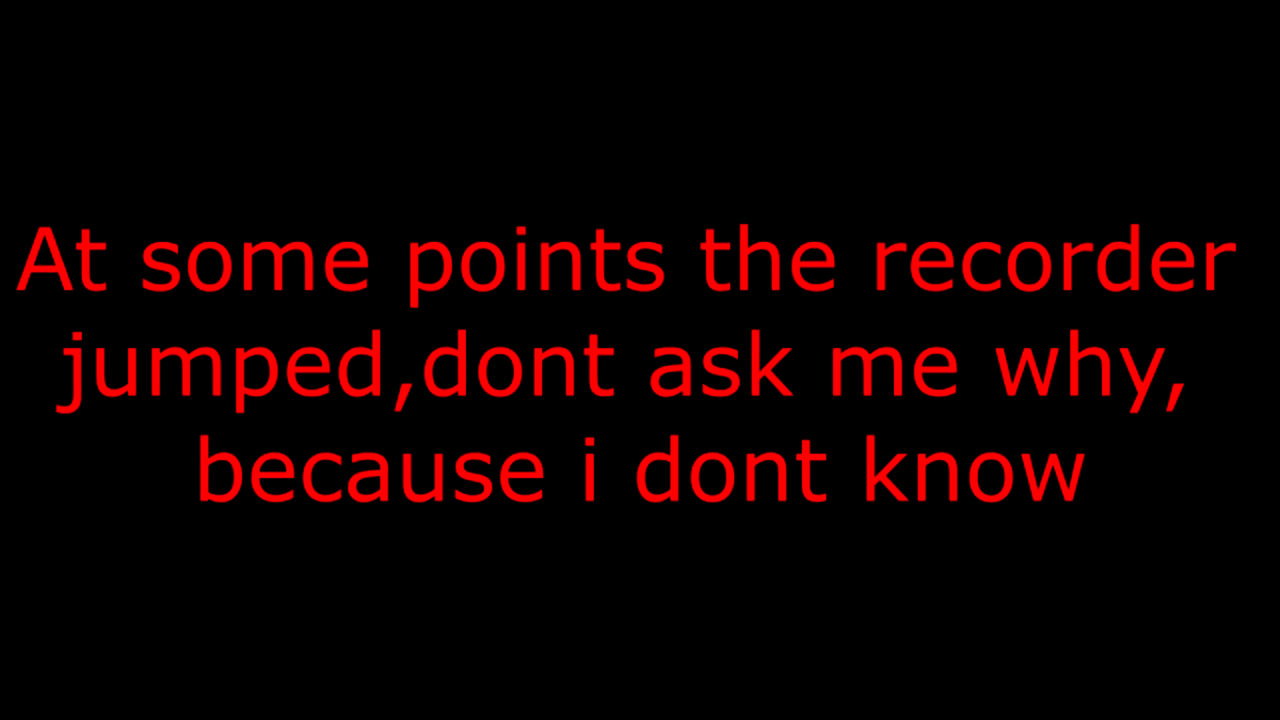 At some points the recorder
jumped,dont ask me why,
because i dont know